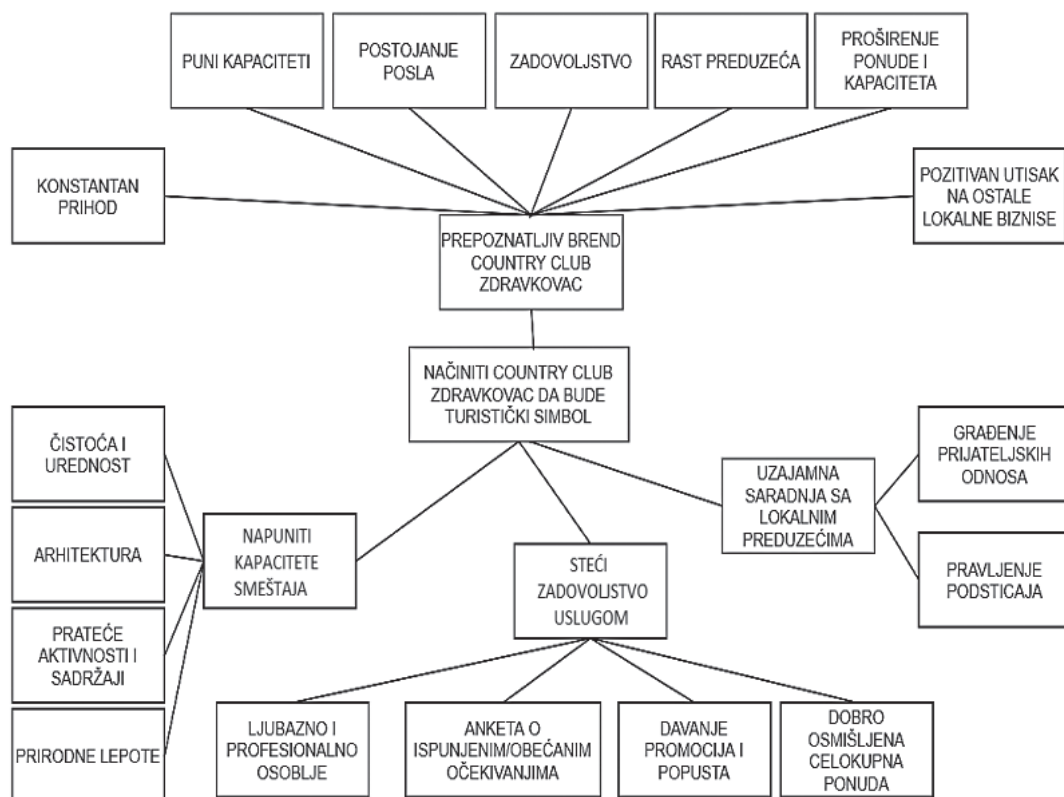 PUNI KAPACITETI
POSTOJANJE
POSLA
ZADOVOLJSTVO
RAST PREDUZEĆA
PROŠIRENJE
PONUDE I
KAPACITETA
KONSTANTAN
PRIHOD
POZITIVAN UTISAK
NA OSTALE
LOKALNE BIZNISE
PREPOZNATLJIV BREND
COUNTRY CLUB
ZDRAVKOVAC
NAČINITI COUNTRY CLUB
ZDRAVKOVAC DA BUDE
TURISTIČKI SIMBOL
ČISTOĆA I
UREDNOST
ARHITEKTURA
PRATEĆE
AKTIVNOSTI I
SADRŽAJI
PRIRODNE LEPOTE
NAPUNITI
KAPACITETE
SMEŠTAJA
STEĆI
ZADOVOLJSTVO
USLUGOM
UZAJAMNA
SARADNJA SA
LOKALNIM
PREDUZEĆIMA
GRAĐENJE
PRIJATELJSKIH
ODNOSA
PRAVLJENJE
PODSTICAJA
LJUBAZNO I
PROFESIONALNO
OSOBLJE
ANKETA O
ISPUNJENIM/OBEĆANIM
OČEKIVANJIMA
DAVANJE
PROMOCIJA I
POPUSTA
DOBRO
OSMIŠLJENA
CELOKUPNA
PONUDA